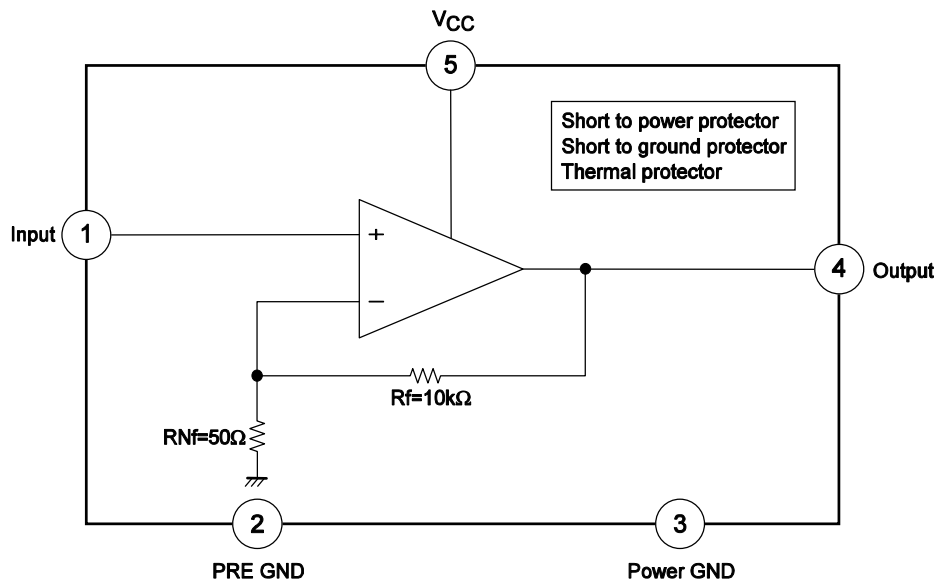 VCC
5
Short to power protector
Short to ground protector
Thermal protector
Input
1
+
4
Output
−
Rf=10kΩ
RNf=50Ω
2
3
PRE GND
Power GND